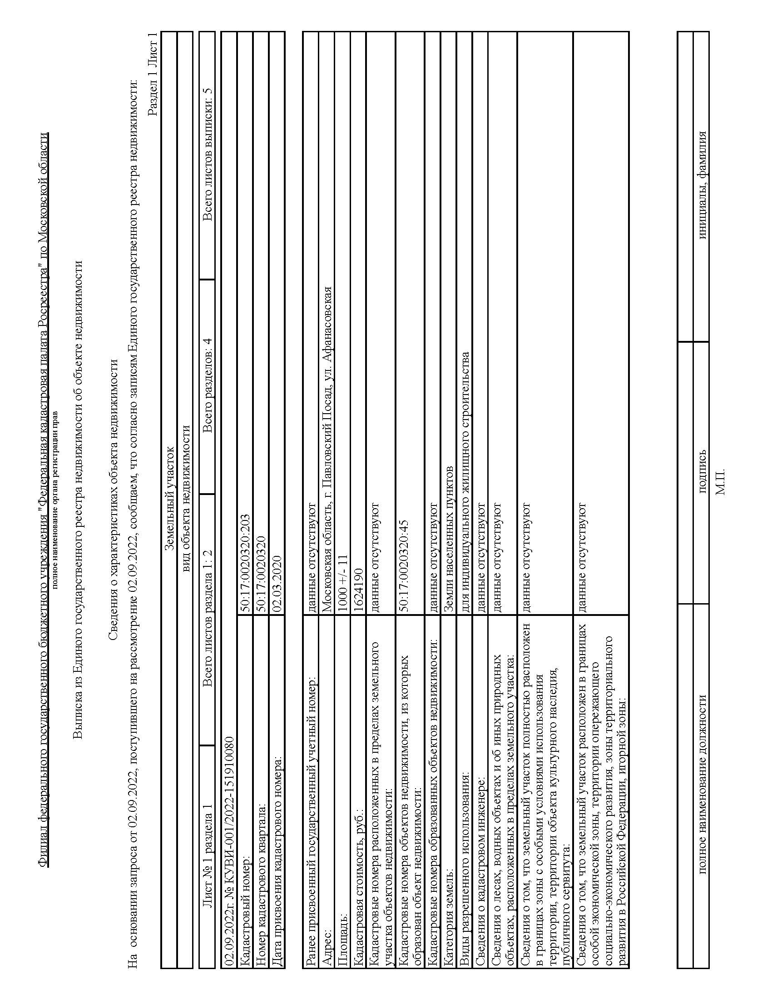 Филиал федерального государственного бюджетного учреждения "Федеральная кадастровая палата Росреестра" по Московской области
полное наименование органа регистрации прав
Выписка из Единого государственного реестра недвижимости об объекте недвижимости
Сведения о характеристиках объекта недвижимости
На основании запроса от 02.09.2022, поступившего на рассмотрение 02.09.2022, сообщаем, что согласно записям Единого государственного реестра недвижимости:
Раздел 1 Лист 1
Земельный участок
вид объекта недвижимости
Лист № 1 раздела 1 Всего листов раздела 1: 2 Всего разделов: 4 Всего листов выписки: 5
02.09.2022г. № КУВИ-001/2022-151910080
Кадастровый номер: 50:17:0020320:203
Номер кадастрового квартала: 50:17:0020320
Дата присвоения кадастрового номера: 02.03.2020
Ранее присвоенный государственный учетный номер: данные отсутствуют
Адрес: Московская область, г. Павловский Посад, ул. Афанасовская
Площадь: 1000 +/- 11
Кадастровая стоимость, руб.: 1624190
Кадастровые номера расположенных в пределах земельного
участка объектов недвижимости: данные отсутствуют
Кадастровые номера объектов недвижимости, из которых
образован объект недвижимости: 50:17:0020320:45
Кадастровые номера образованных объектов недвижимости: данные отсутствуют
Категория земель: Земли населенных пунктов
Виды разрешенного использования: для индивидуального жилищного строительства
Сведения о кадастровом инженере: данные отсутствуют
Сведения о лесах, водных объектах и об иных природных
объектах, расположенных в пределах земельного участка: данные отсутствуют
Сведения о том, что земельный участок полностью расположен
в границах зоны с особыми условиями использования
территории, территории объекта культурного наследия,
публичного сервитута: данные отсутствуют
Сведения о том, что земельный участок расположен в границах
особой экономической зоны, территории опережающего
социально-экономического развития, зоны территориального
развития в Российской Федерации, игорной зоны: данные отсутствуют
полное наименование должности подпись инициалы, фамилия
М.П.